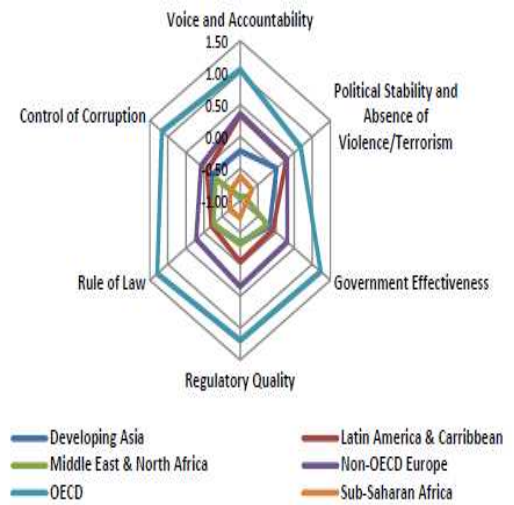 Voice and Accountability
1.50
1.00
0.50
0.00
-0.50
-1.00
Political Stability and
Absence of
Violence/Terrorism
Control of Corruption
Rule of Law
Government Effectiveness
Regulatory Quality
Developing Asia
Latin America & Carribbean
Middle East & North Africa
Non-OECD Europe
OECD
Sub-Saharan Africa